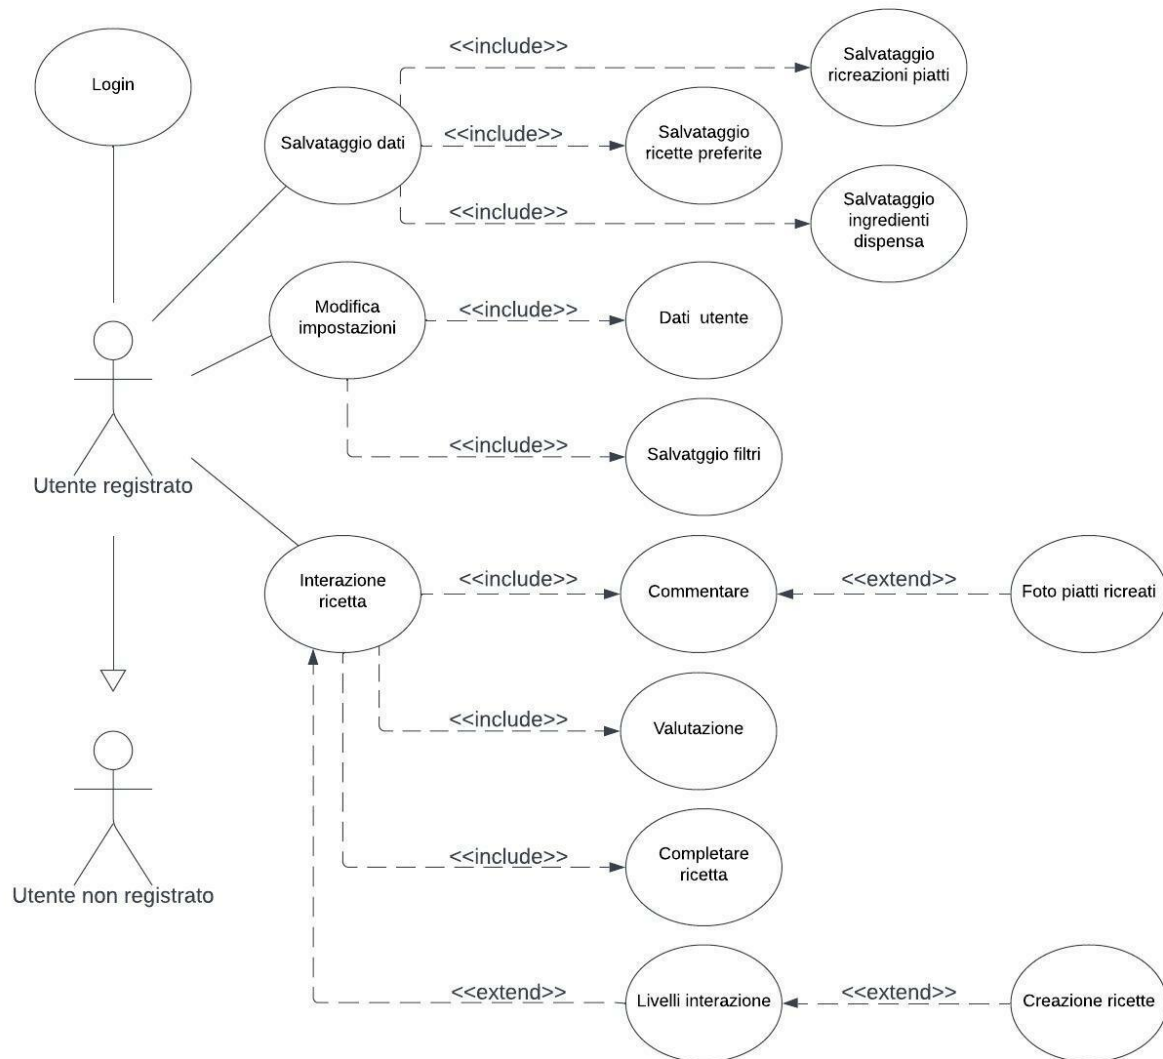 Login
<<include>>
Salvataggio
ricreazioni piatti
Salvataggio dati
<<include>>
Salvataggio
ricette preferite
<<include>>
Salvataggio
ingredienti
dispensa
Modifica
impostazioni
<<include>>
Dati utente
<<include>>
Salvatggio filtri
Utente registrato
Interazione
ricetta
<<include>>
Commentare
<<extend>>
Foto piatti ricreati
<<include>>
Valutazione
<<include>>
Completare
ricetta
Utente non registrato
<<extend>>
Livelli interazione
<<extend>>
Creazione ricette